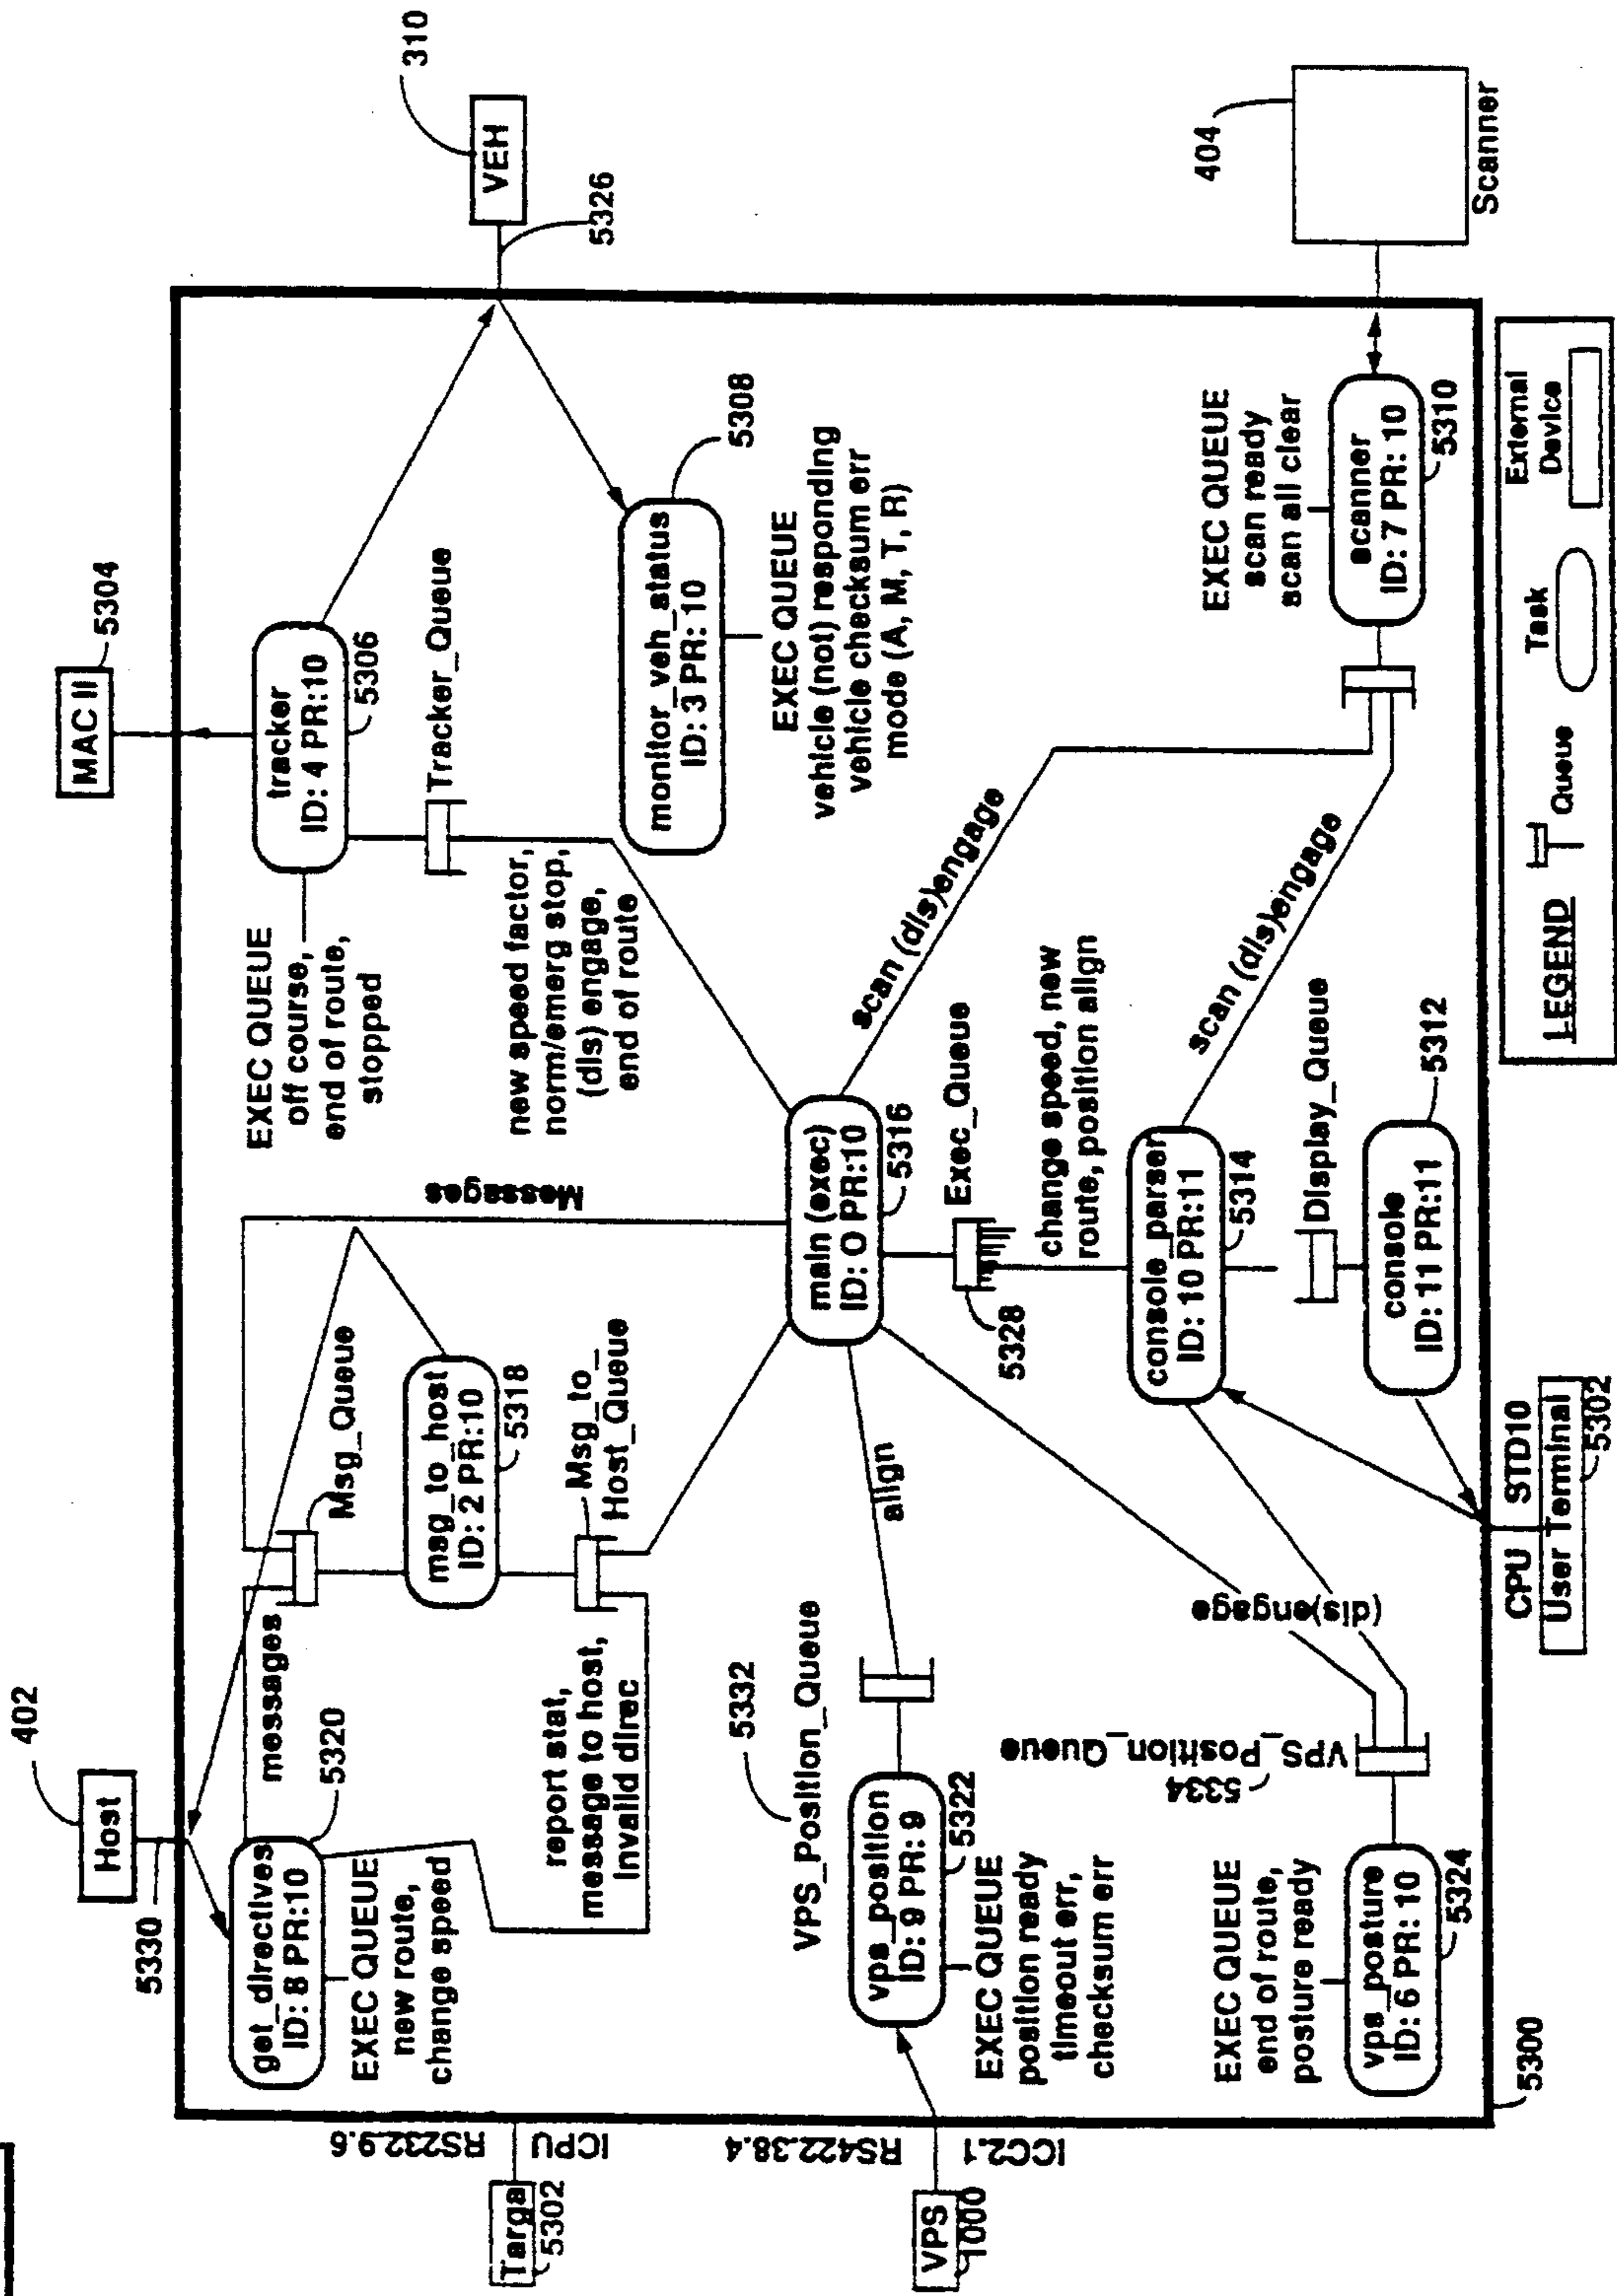 402
Host
5330
MAC II
5304
310
VEH
5326
get_directives
ID: 8 PR:10
5320
EXEC QUEUE
new route,
change speed
messages
Msg_Queue
msg_to_host
ID: 2 PR:10
5318
Msg_to_
Host_Queue
report stat,
message to host,
invalid direc
Messages
EXEC QUEUE
off course,
end of route,
stopped
tracker
ID: 4 PR:10
5306
Tracker_Queue
new speed factor,
norm/emerg stop,
(dis) engage,
end of route
monitor_veh_status
ID: 3 PR: 10
5308
EXEC QUEUE
vehicle (not) responding
vehicle checksum err
mode (A, M, T, R)
RS232.9.6
ICPU
Targa
5302
RS422.38.4
ICC2.1
VPS
1000
5332
VPS_Position_Queue
vps_position
ID: 9 PR: 9
5322
EXEC QUEUE
position ready
timeout err,
checksum err
align
main (exec)
ID: O PR:10
5316
Exec_Queue
5328
scan (dis)engage
change speed, new
route, position align
scan (dis)engage
console_parser
ID: 10 PR:11
5314
Display_Queue
console
ID: 11 PR:11
5312
(dis)engage
VPS_Position_Queue
5334
EXEC QUEUE
end of route,
posture ready
vps_posture
ID: 6 PR: 10
5324
EXEC QUEUE
scan ready
scan all clear
scanner
ID: 7 PR: 10
5310
404
Scanner
5300
CPU
STD10
User Terminal
5302
LEGEND
Queue
Task
External
Device